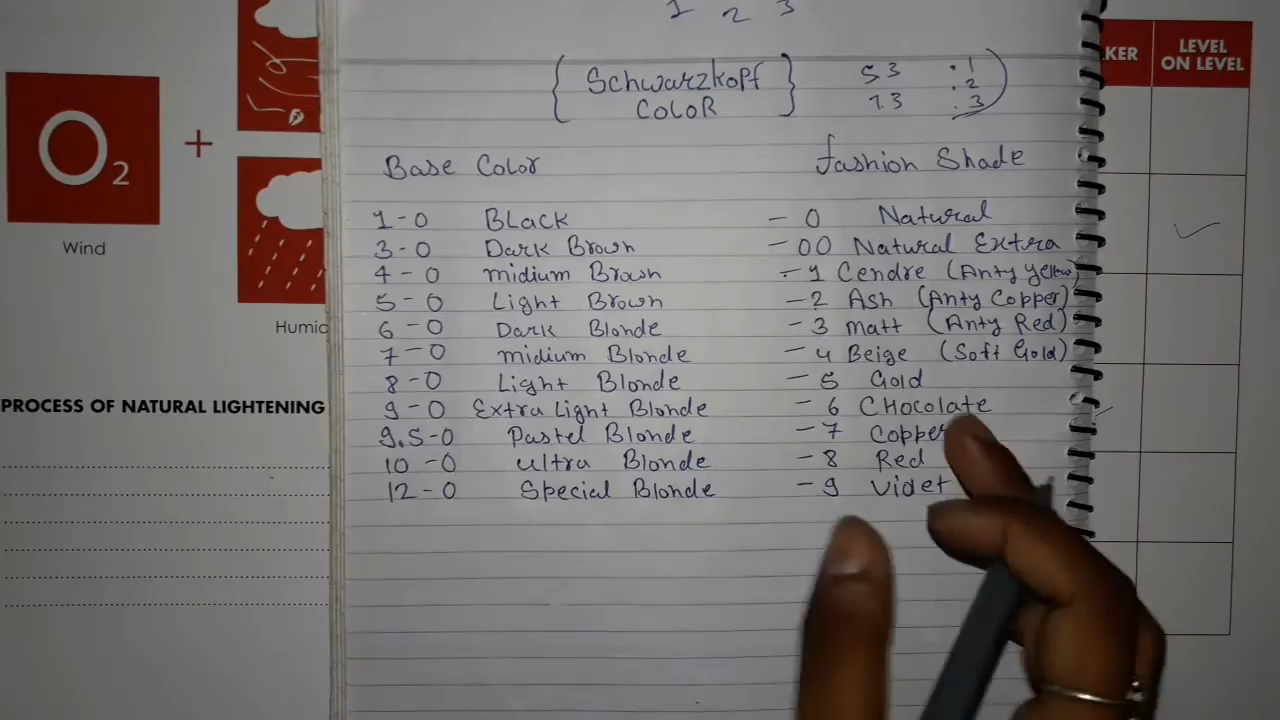 1 2 3
KER
LEVEL
ON LEVEL
Schwarzkopf
COLOR
53 .1
.2
73 .3
O2
+
Wind
Humid
PROCESS OF NATURAL LIGHTENING
Base Color Fashion Shade
1-0 Black - 0 Natural
3-0 Dark Brown - 00 Natural Extra
4-0 midium Brown - 1 Cendre (Anty Yellow)
5-0 Light Brown - 2 Ash (Anty Copper)
6-0 Dark Blonde - 3 Matt (Anty Red)
7-0 midium Blonde - 4 Beige (Soft Gold)
8-0 Light Blonde - 5 Gold
9-0 Extra Light Blonde - 6 CHocolate
9.5-0 Pastel Blonde - 7 Copper
10-0 ultra Blonde - 8 Red
12-0 Special Blonde - 9 Violet